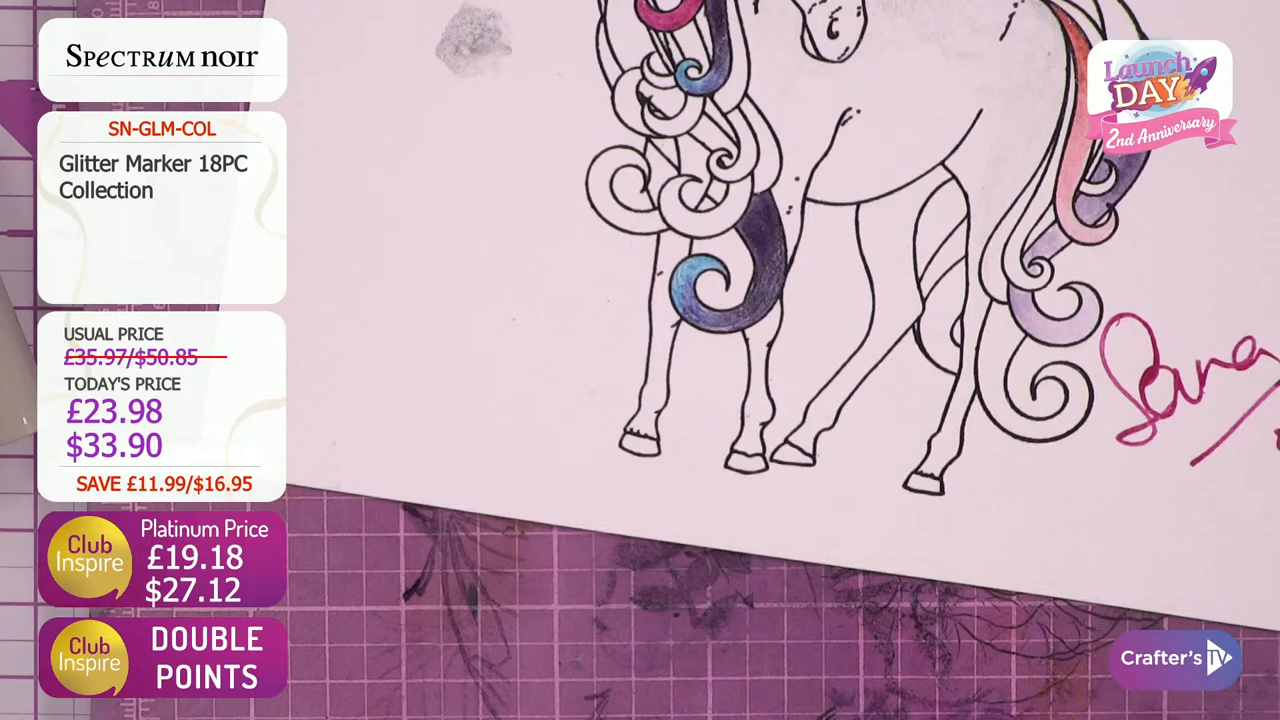 SPECTRUM NOIR
SN-GLM-COL
Glitter Marker 18PC
Collection
USUAL PRICE
£35.97/$50.85
TODAY'S PRICE
£23.98
$33.90
SAVE £11.99/$16.95
Club
Inspire
Platinum Price
£19.18
$27.12
Club
Inspire
DOUBLE
POINTS
Launch
DAY
2nd Anniversary
Crafter's TV